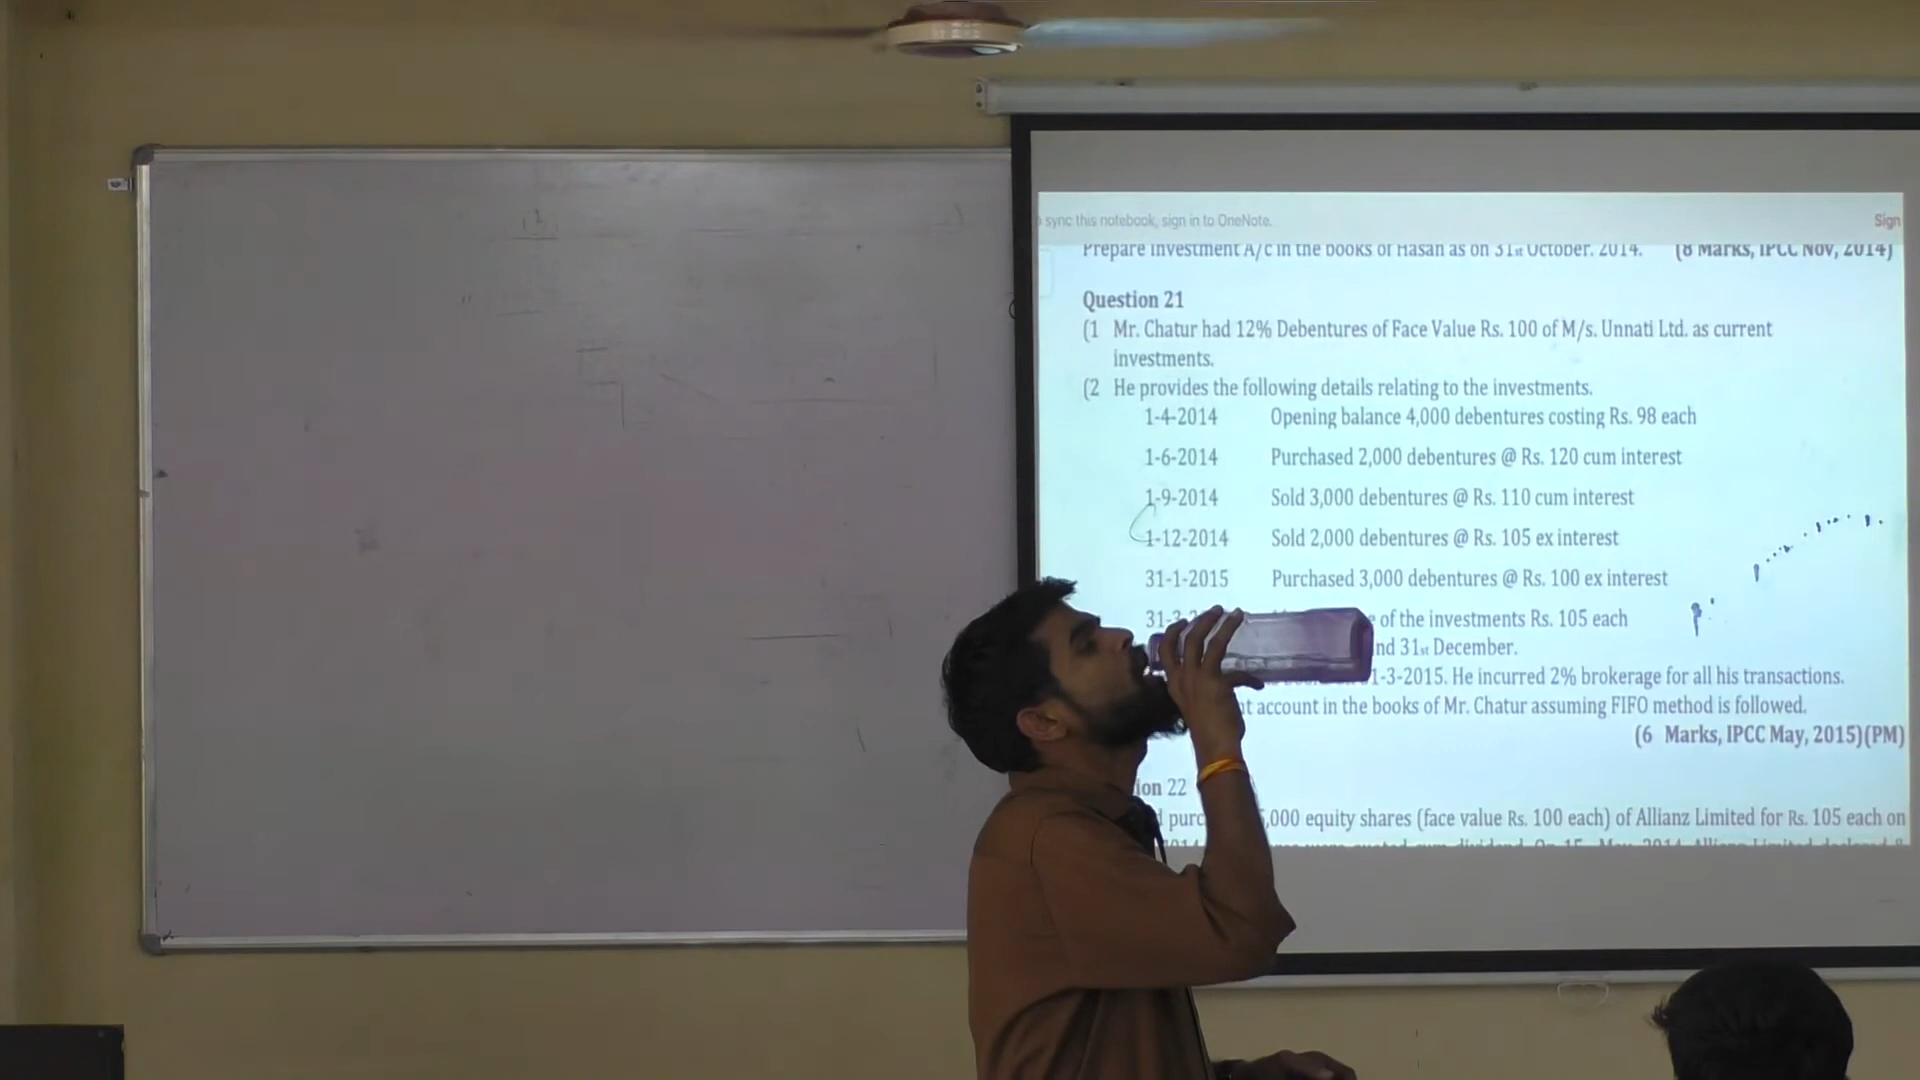 sync this notebook, sign in to OneNote.
Sign
Prepare Investment A/c in the books of Hasan as on 31st October. 2014. (8 Marks, IPCC Nov, 2014)
Question 21
(1 Mr. Chatur had 12% Debentures of Face Value Rs. 100 of M/s. Unnati Ltd. as current
investments.
(2 He provides the following details relating to the investments.
1-4-2014 Opening balance 4,000 debentures costing Rs. 98 each
1-6-2014 Purchased 2,000 debentures @ Rs. 120 cum interest
1-9-2014 Sold 3,000 debentures @ Rs. 110 cum interest
1-12-2014 Sold 2,000 debentures @ Rs. 105 ex interest
31-1-2015 Purchased 3,000 debentures @ Rs. 100 ex interest
31-3- of the investments Rs. 105 each
nd 31st December.
1-3-2015. He incurred 2% brokerage for all his transactions.
account in the books of Mr. Chatur assuming FIFO method is followed.
(6 Marks, IPCC May, 2015)(PM)
ion 22
purc ,000 equity shares (face value Rs. 100 each) of Allianz Limited for Rs. 105 each on